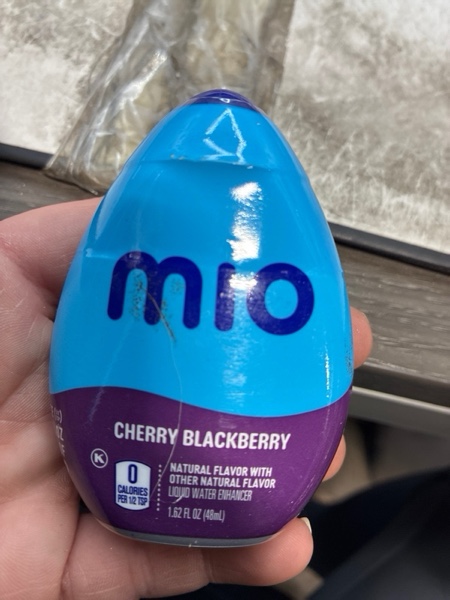 mio
CHERRY BLACKBERRY
K
0
CALORIES
PER 1/2 TSP
NATURAL FLAVOR WITH
OTHER NATURAL FLAVOR
LIQUID WATER ENHANCER
1.62 FL OZ (48mL)